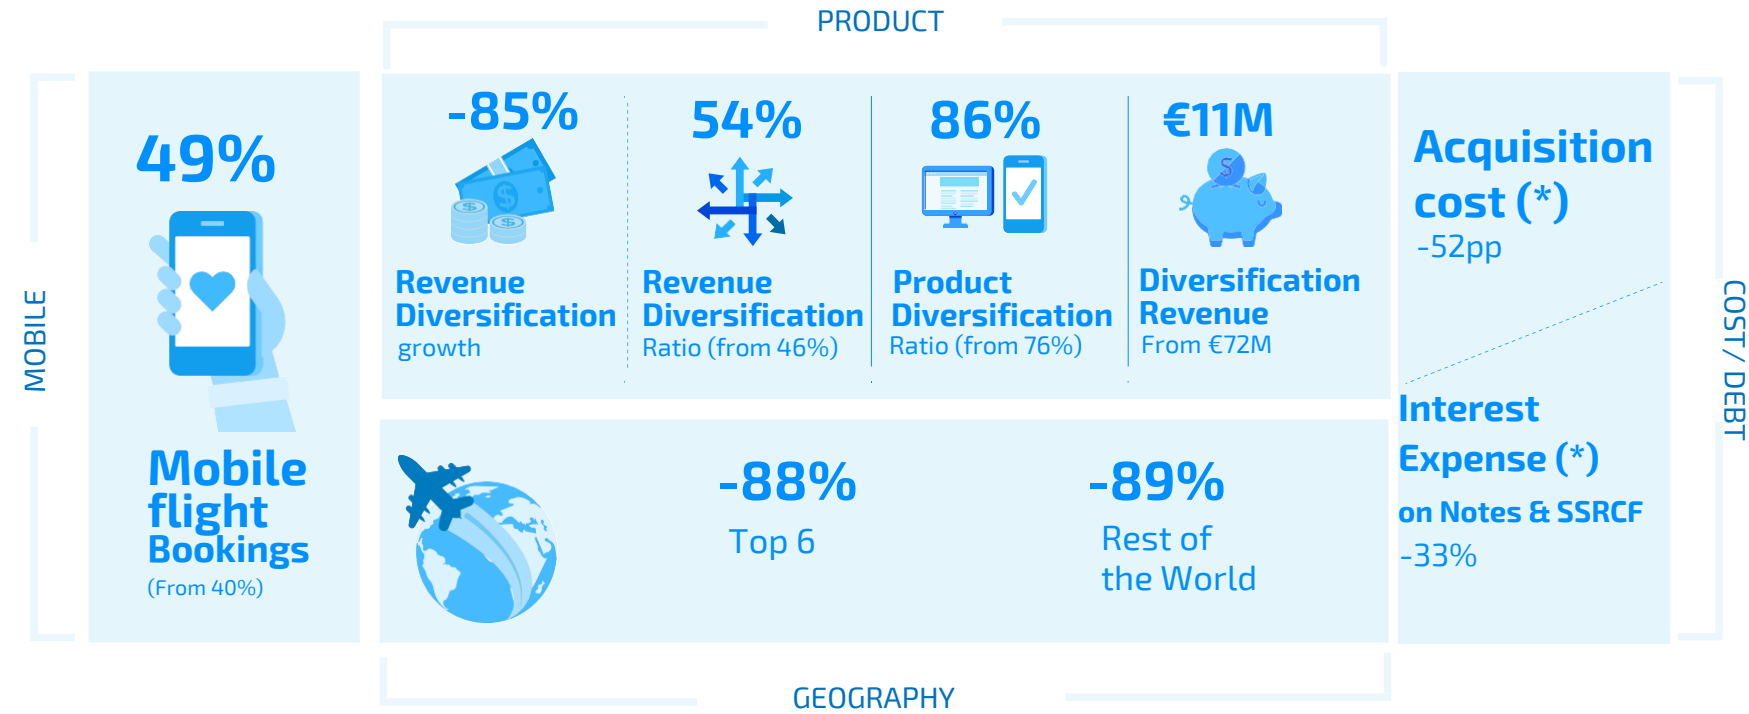 PRODUCT
MOBILE
49%
Mobile
flight
Bookings
(From 40%)
-85%
Revenue
Diversification
growth
54%
Revenue
Diversification
Ratio (from 46%)
86%
Product
Diversification
Ratio (from 76%)
€11M
Diversification
Revenue
From €72M
-88%
Top 6
-89%
Rest of
the World
GEOGRAPHY
Acquisition
cost (*)
-52pp
Interest
Expense (*)
on Notes & SSRCF
-33%
COST / DEBT